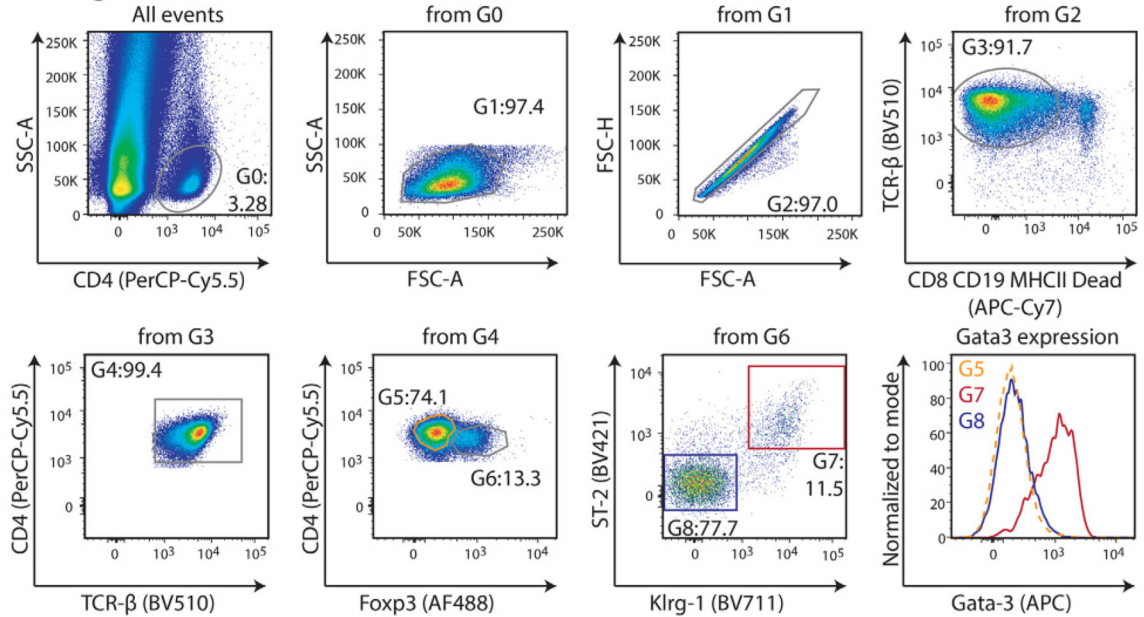 All events
250K
200K
150K
100K
50K
0
SSC-A
G0:
3.28
0 10³ 10⁴ 10⁵
CD4 (PerCP-Cy5.5)
from G0
250K
200K
150K
100K
50K
0
SSC-A
G1:97.4
0 50K 150K 250K
FSC-A
from G1
250K
200K
150K
100K
50K
0
FSC-H
G2:97.0
0 50K 150K 250K
FSC-A
from G2
10⁵
10⁴
10³
0
TCR-β (BV510)
G3:91.7
0 10³ 10⁴ 10⁵
CD8 CD19 MHCII Dead
(APC-Cy7)
from G3
10⁵
10⁴
10³
0
CD4 (PerCP-Cy5.5)
G4:99.4
0 10³ 10⁴ 10⁵
TCR-β (BV510)
from G4
10⁵
10⁴
10³
0
CD4 (PerCP-Cy5.5)
G5:74.1
G6:13.3
0 10³ 10⁴
Foxp3 (AF488)
from G6
10⁴
10³
0
ST-2 (BV421)
G7:
11.5
G8:77.7
0 10³ 10⁴ 10⁵
Klrg-1 (BV711)
Gata3 expression
100
80
60
40
20
0
Normalized to mode
G5
G7
G8
0 10³ 10⁴
Gata-3 (APC)